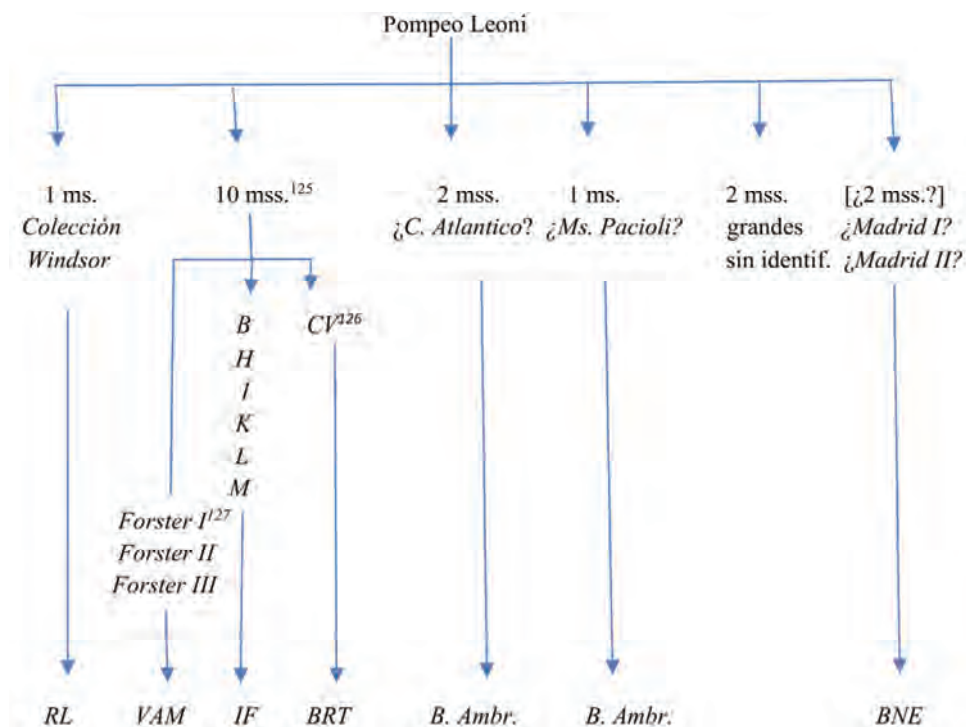 Pompeo Leoni
1 ms.
Colección
Windsor
10 mss.125
2 mss.
¿C. Atlantico?
1 ms.
¿Ms. Pacioli?
2 mss.
grandes
sin identif.
[¿2 mss.?]
¿Madrid I?
¿Madrid II?
B
H
I
K
L
M
CV126
Forster I127
Forster II
Forster III
RL
VAM
IF
BRT
B. Ambr.
B. Ambr.
BNE